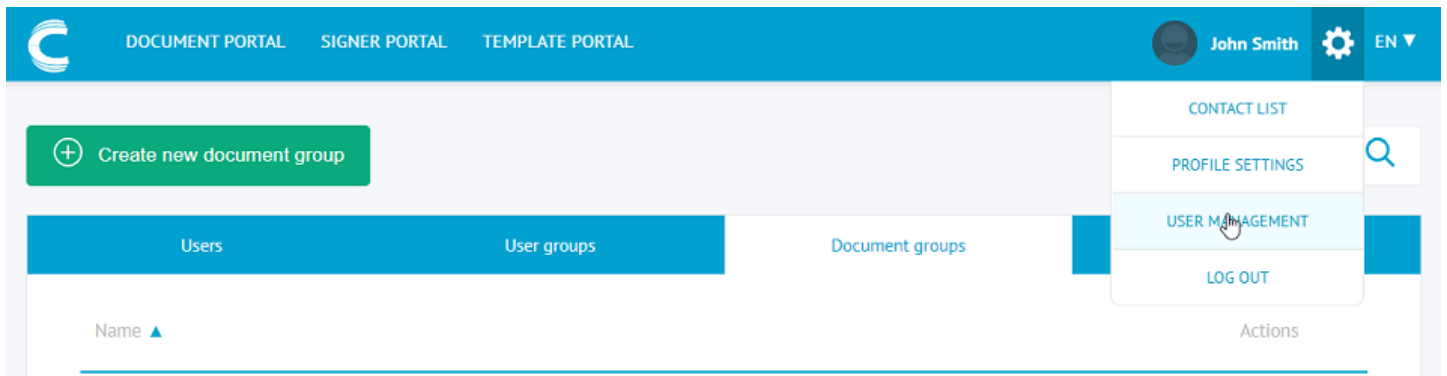 DOCUMENT PORTAL SIGNER PORTAL TEMPLATE PORTAL John Smith EN ▼
CONTACT LIST
Create new document group
PROFILE SETTINGS
USER MANAGEMENT
Users User groups Document groups
LOG OUT
Name ▲ Actions